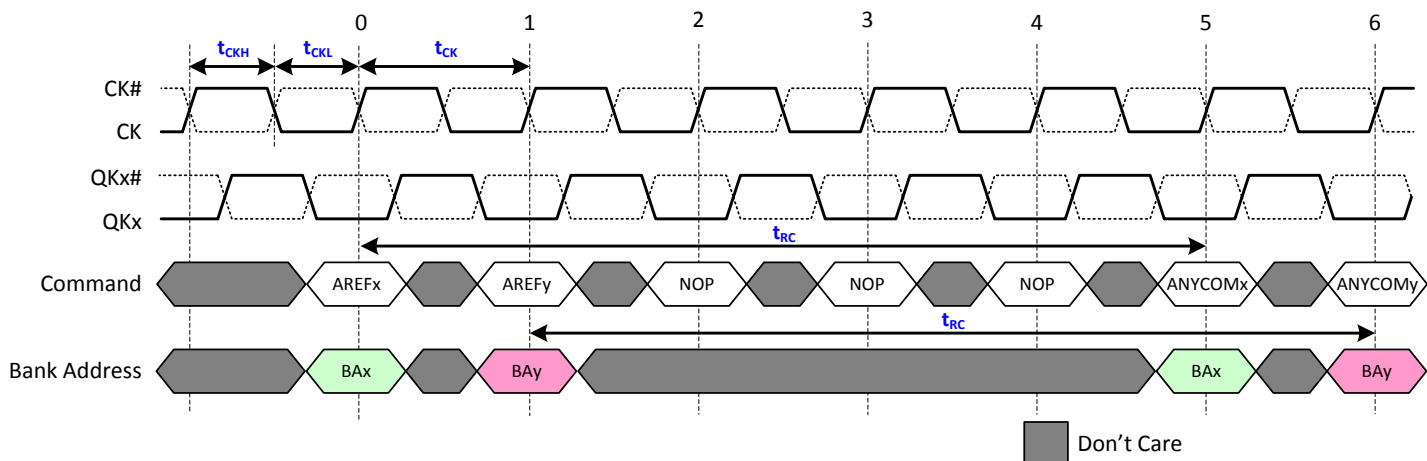 0 1 2 3 4 5 6
tCKH tCKL tCK
CK#
CK
QKx#
QKx
tRC
Command AREFx AREFy NOP NOP NOP ANYCOMx ANYCOMy
tRC
Bank Address BAx BAy BAx BAy
Don't Care